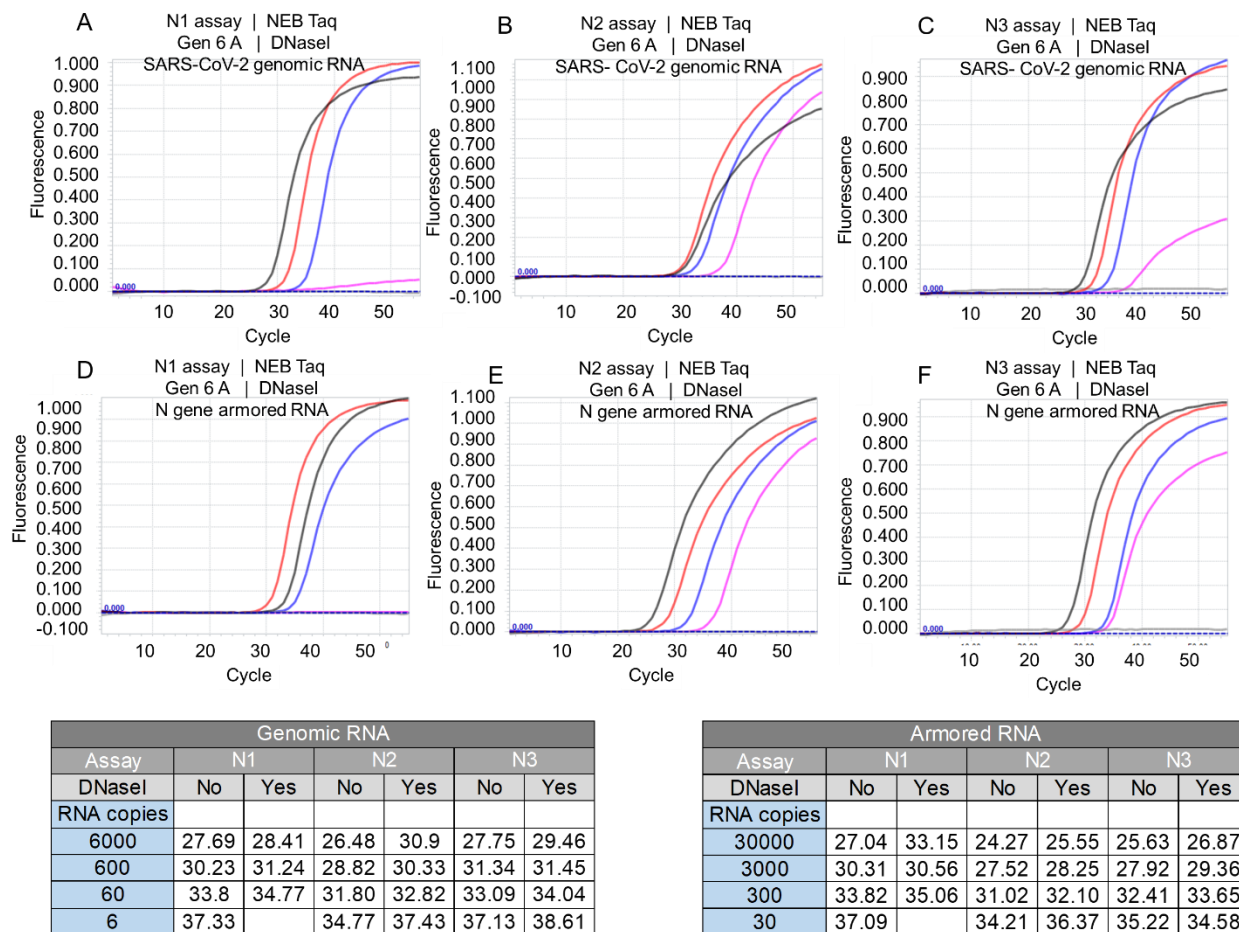 A
N1 assay | NEB Taq
Gen 6 A | DNaseI
SARS-CoV-2 genomic RNA
1.000
0.900
0.800
0.700
0.600
0.500
0.400
0.300
0.200
0.100
0.000
0.000
Fluorescence
10 20 30 40 50
Cycle
B
N2 assay | NEB Taq
Gen 6 A | DNaseI
SARS- CoV-2 genomic RNA
1.100
1.000
0.900
0.800
0.700
0.600
0.500
0.400
0.300
0.200
0.100
0.000
-0.100
0.000
Fluorescence
10 20 30 40 50
Cycle
C
N3 assay | NEB Taq
Gen 6 A | DNaseI
SARS- CoV-2 genomic RNA
0.900
0.800
0.700
0.600
0.500
0.400
0.300
0.200
0.100
0.000
0.000
Fluorescence
10 20 30 40 50
Cycle
D
N1 assay | NEB Taq
Gen 6 A | DNaseI
N gene armored RNA
1.000
0.900
0.800
0.700
0.600
0.500
0.400
0.300
0.200
0.100
0.000
-0.100
0.000
Fluorescence
10 20 30 40 50
Cycle
E
N2 assay | NEB Taq
Gen 6 A | DNaseI
N gene armored RNA
1.100
1.000
0.900
0.800
0.700
0.600
0.500
0.400
0.300
0.200
0.100
0.000
0.000
Fluorescence
10 20 30 40 50
Cycle
F
N3 assay | NEB Taq
Gen 6 A | DNaseI
N gene armored RNA
0.900
0.800
0.700
0.600
0.500
0.400
0.300
0.200
0.100
0.000
0.000
Fluorescence
10 20 30 40 50
Cycle
Genomic RNA
Assay N1 N2 N3
DNaseI No Yes No Yes No Yes
RNA copies
6000 27.69 28.41 26.48 30.9 27.75 29.46
600 30.23 31.24 28.82 30.33 31.34 31.45
60 33.8 34.77 31.80 32.82 33.09 34.04
6 37.33 34.77 37.43 37.13 38.61
Armored RNA
Assay N1 N2 N3
DNaseI No Yes No Yes No Yes
RNA copies
30000 27.04 33.15 24.27 25.55 25.63 26.87
3000 30.31 30.56 27.52 28.25 27.92 29.36
300 33.82 35.06 31.02 32.10 32.41 33.65
30 37.09 34.21 36.37 35.22 34.58